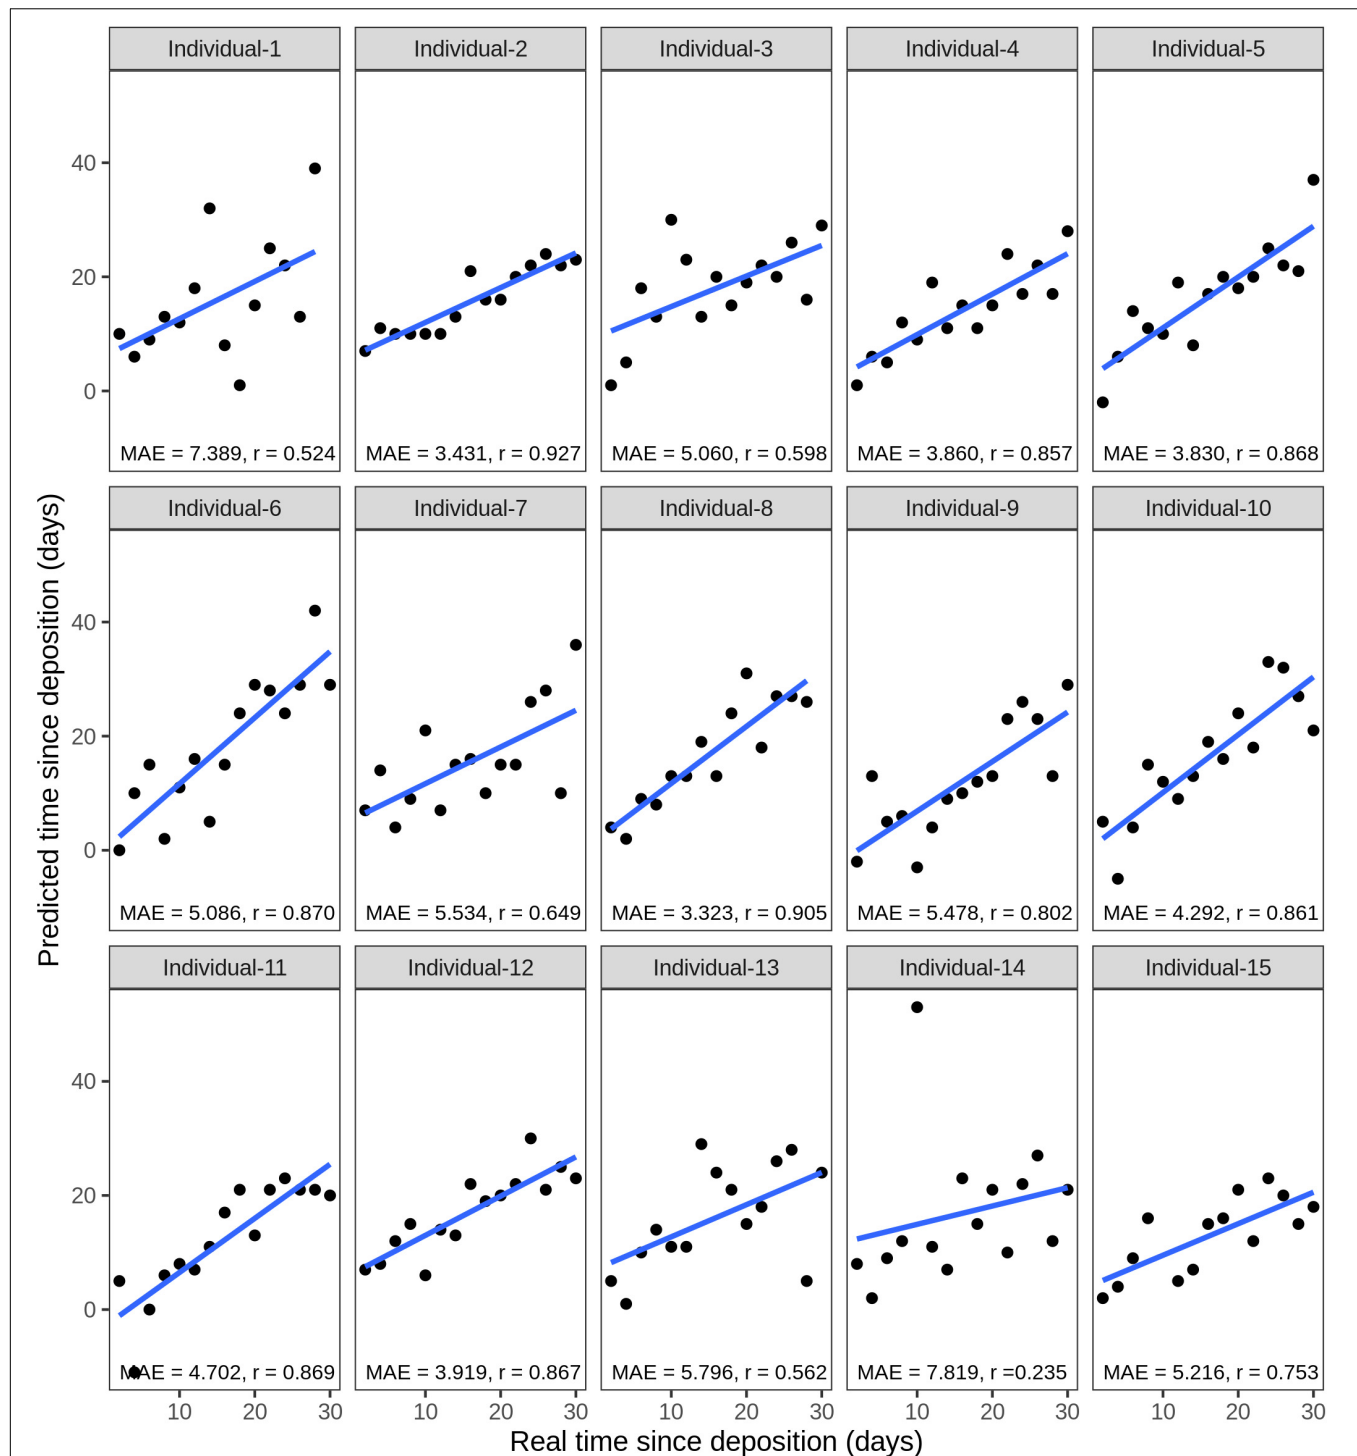 Individual-1 Individual-2 Individual-3 Individual-4 Individual-5
40
20
0
MAE = 7.389, r = 0.524 MAE = 3.431, r = 0.927 MAE = 5.060, r = 0.598 MAE = 3.860, r = 0.857 MAE = 3.830, r = 0.868
Predicted time since deposition (days)
Individual-6 Individual-7 Individual-8 Individual-9 Individual-10
40
20
0
MAE = 5.086, r = 0.870 MAE = 5.534, r = 0.649 MAE = 3.323, r = 0.905 MAE = 5.478, r = 0.802 MAE = 4.292, r = 0.861
Individual-11 Individual-12 Individual-13 Individual-14 Individual-15
40
20
0
MAE = 4.702, r = 0.869 MAE = 3.919, r = 0.867 MAE = 5.796, r = 0.562 MAE = 7.819, r =0.235 MAE = 5.216, r = 0.753
10 20 30 10 20 30 10 20 30 10 20 30 10 20 30
Real time since deposition (days)